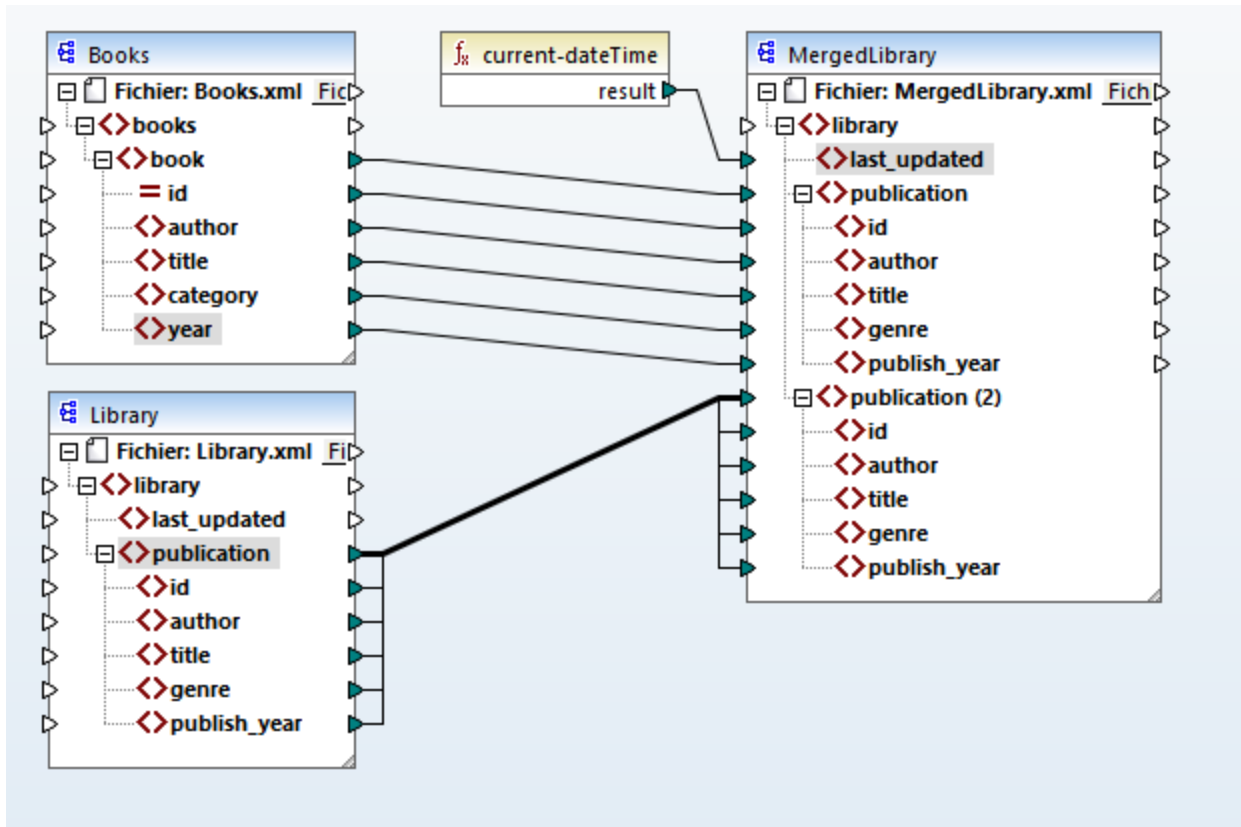 Books
Fichier: Books.xml Fic
books
book
= id
author
title
category
year
Library
Fichier: Library.xml Fi
library
last_updated
publication
id
author
title
genre
publish_year
fx current-dateTime
result
MergedLibrary
Fichier: MergedLibrary.xml Fich
library
last_updated
publication
id
author
title
genre
publish_year
publication (2)
id
author
title
genre
publish_year